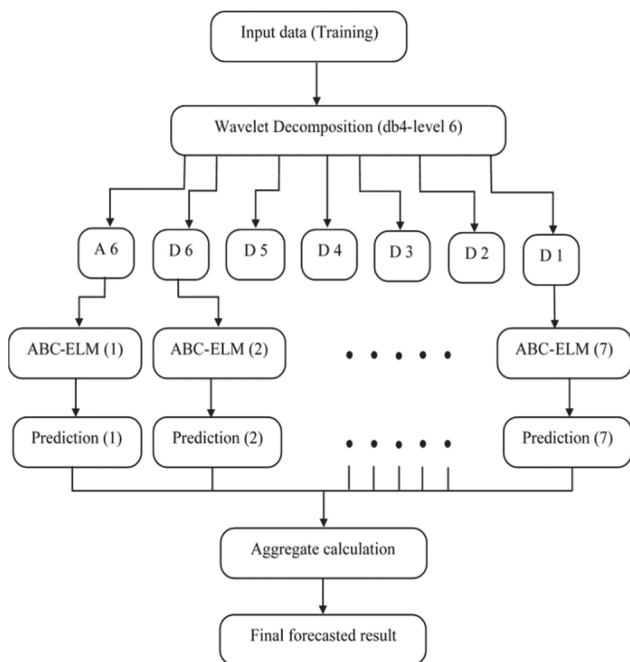 Input data (Training)
Wavelet Decomposition (db4-level 6)
A 6
D 6
D 5
D 4
D 3
D 2
D 1
ABC-ELM (1)
ABC-ELM (2)
ABC-ELM (7)
Prediction (1)
Prediction (2)
Prediction (7)
Aggregate calculation
Final forecasted result